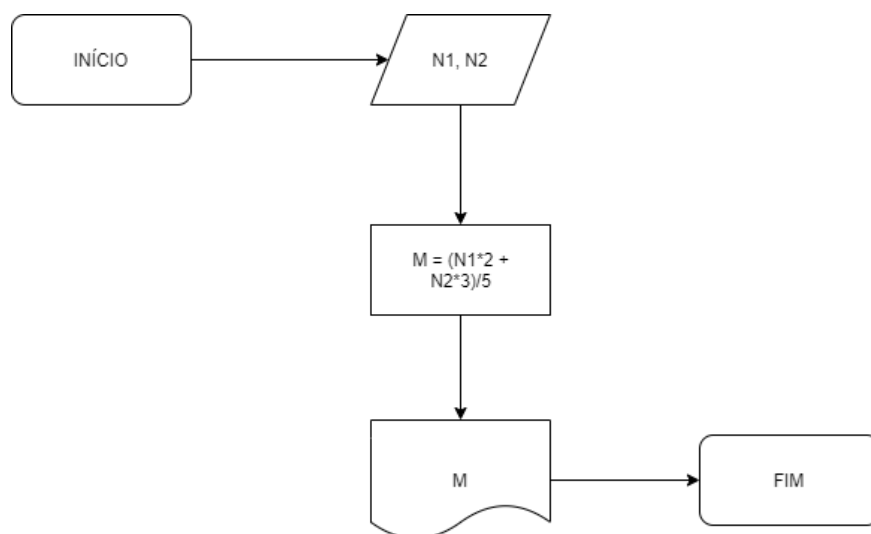 INÍCIO
N1, N2
M = (N1*2 +
N2*3)/5
M
FIM